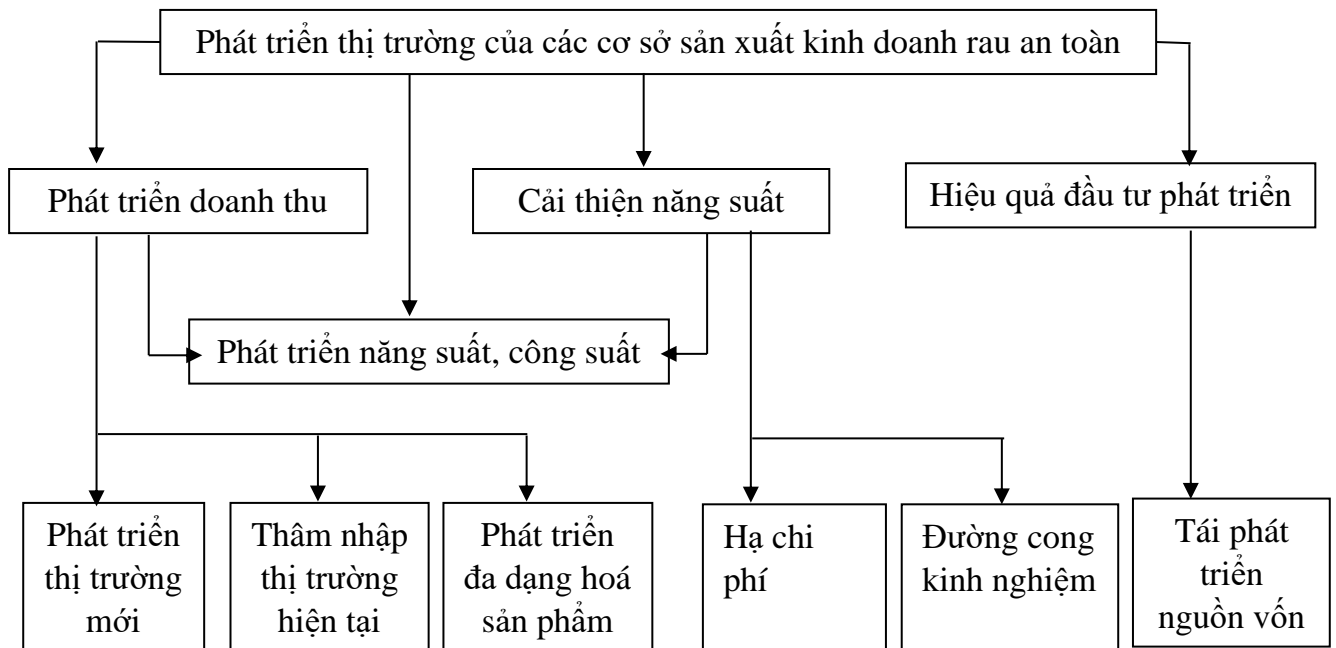 Phát triển thị trường của các cơ sở sản xuất kinh doanh rau an toàn
Phát triển doanh thu
Cải thiện năng suất
Hiệu quả đầu tư phát triển
Phát triển năng suất, công suất
Phát triển
thị trường
mới
Thâm nhập
thị trường
hiện tại
Phát triển
đa dạng hoá
sản phẩm
Hạ chi
phí
Đường cong
kinh nghiệm
Tái phát
triển
nguồn vốn